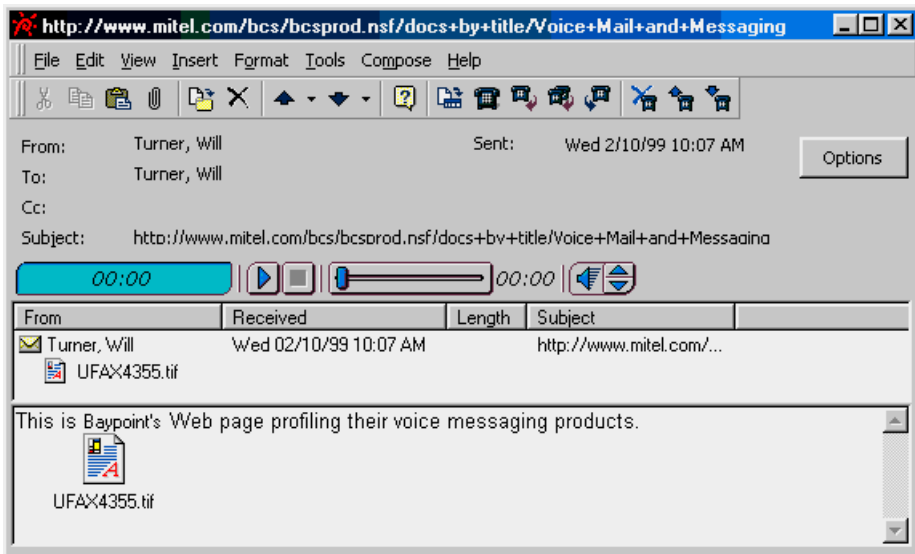 http://www.mitel.com/bcs/bcsprod.nsf/docs+by+title/Voice+Mail+and+Messaging
File Edit View Insert Format Tools Compose Help
From: Turner, Will Sent: Wed 2/10/99 10:07 AM
Options
To: Turner, Will
Cc:
Subject: http://www.mitel.com/bcs/bcsprod.nsf/docs+by+title/Voice+Mail+and+Messaging
00:00 00:00
From Received Length Subject
Turner, Will Wed 02/10/99 10:07 AM http://www.mitel.com/...
UFAX4355.tif
This is Baypoint's Web page profiling their voice messaging products.
UFAX4355.tif